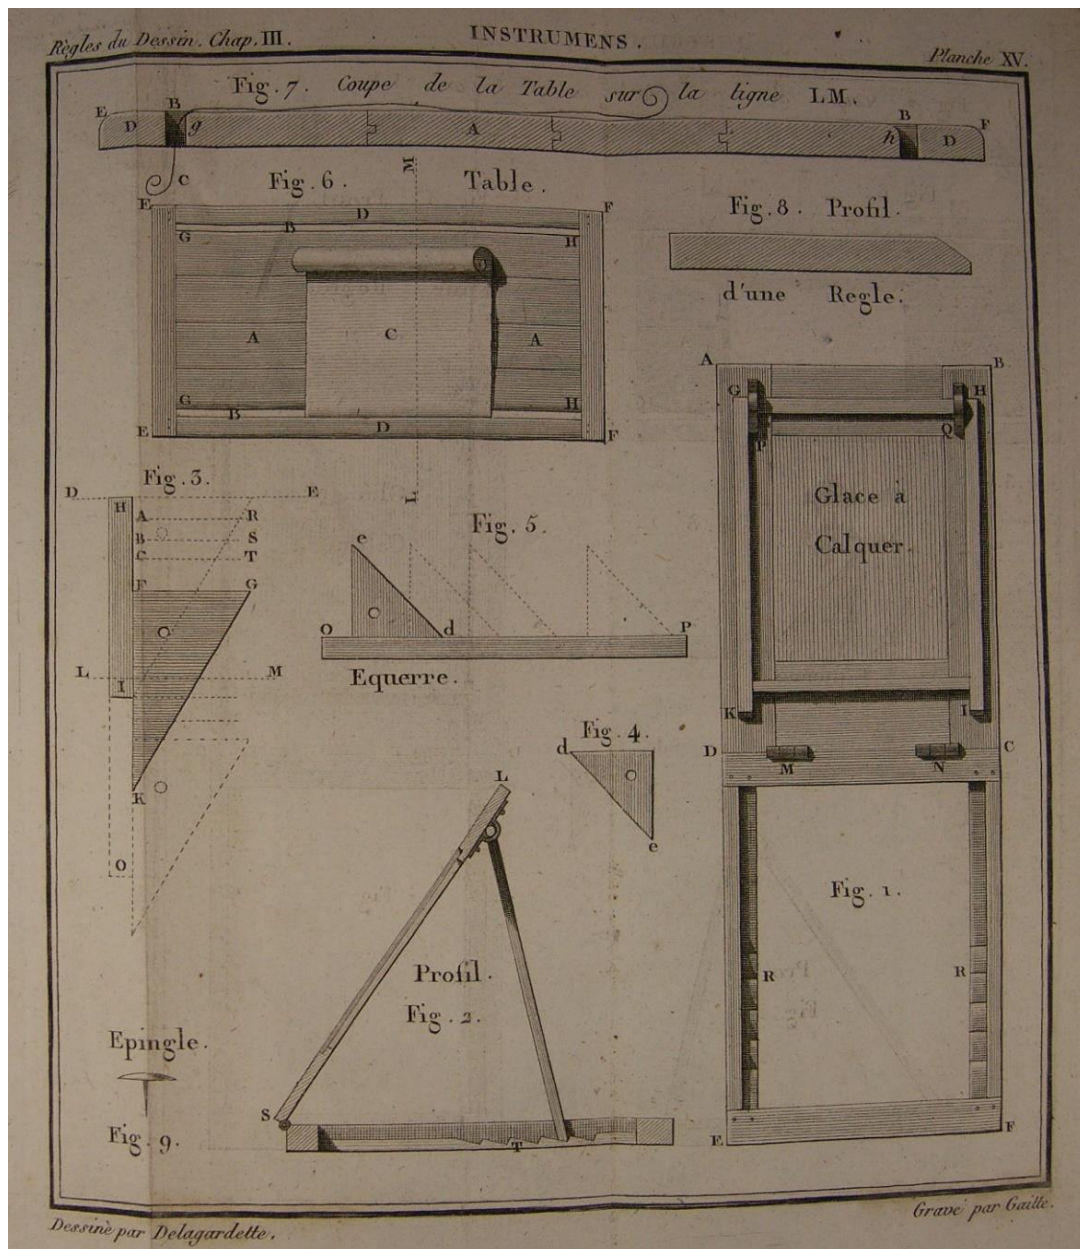 Règles du Dessin. Chap. III.
INSTRUMENS.
Planche XV.
Fig. 7. Coupe de la Table sur la ligne LM.
E B F
D g A h B D
C
Fig. 6. Table.
M
E D F
G B H
A C A
G B H
E D F
L
Fig. 8. Profil.
d'une Regle.
Fig. 3.
D E
H
A R
B S
C T
F G
L M
I
K
O
Fig. 5.
e
O d P
Equerre.
Fig. 4.
d
e
A B
G H
P Q
Glace à
Calquer.
K I
D M N C
Fig. 1.
R R
E F
L
Profil.
Fig. 2.
S T
Epingle.
Fig. 9.
Dessiné par Delagardette.
Gravé par Gaitte.